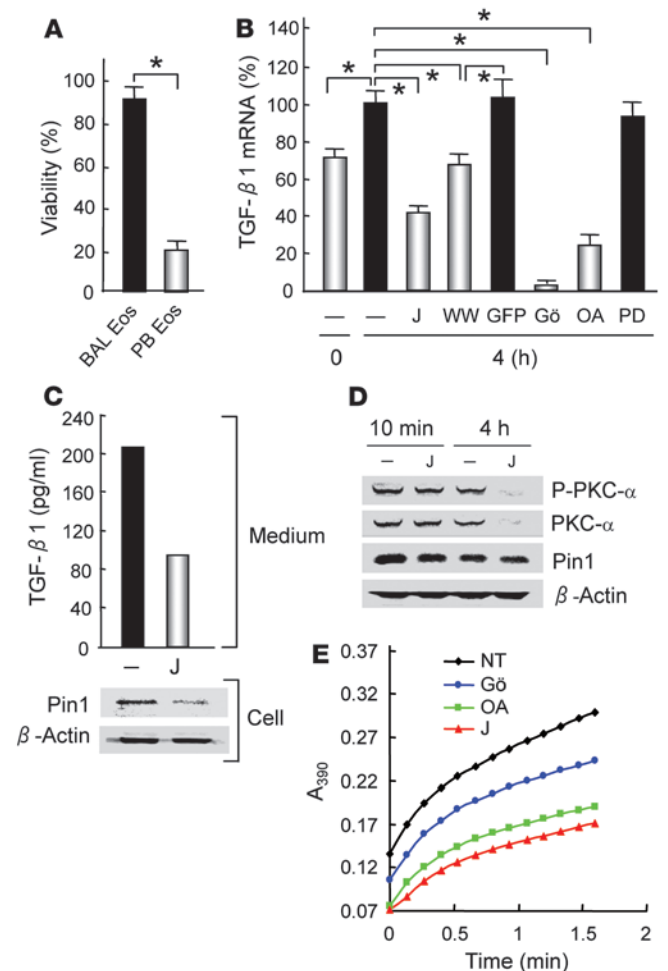 A
Viability (%)
100
80
60
40
20
0
*
BAL Eos
PB Eos
B
TGF-β1 mRNA (%)
140
120
100
80
60
40
20
0
*
*
* * * *
— — J WW GFP Gö OA PD
0 4 (h)
C
TGF-β1 (pg/ml)
240
200
160
120
80
40
0
— J
Medium
Pin1
β-Actin
Cell
D
10 min 4 h
— J — J
P-PKC-α
PKC-α
Pin1
β-Actin
E
A390
0.37
0.32
0.27
0.22
0.17
0.12
0.07
NT
Gö
OA
J
0 0.5 1 1.5 2
Time (min)